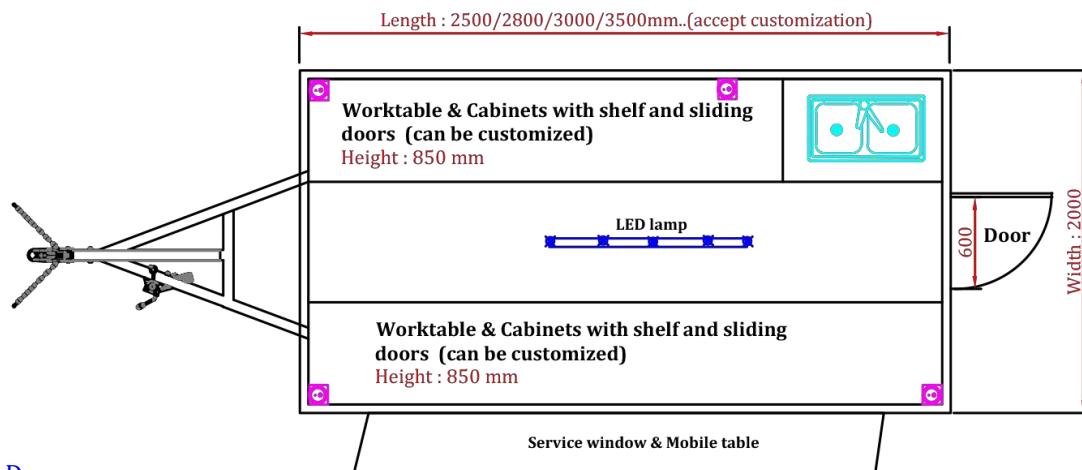 Length : 2500/2800/3000/3500mm..(accept customization)
Worktable & Cabinets with shelf and sliding
doors (can be customized)
Height : 850 mm
LED lamp
600
Door
Width : 2000
Worktable & Cabinets with shelf and sliding
doors (can be customized)
Height : 850 mm
Service window & Mobile table
D